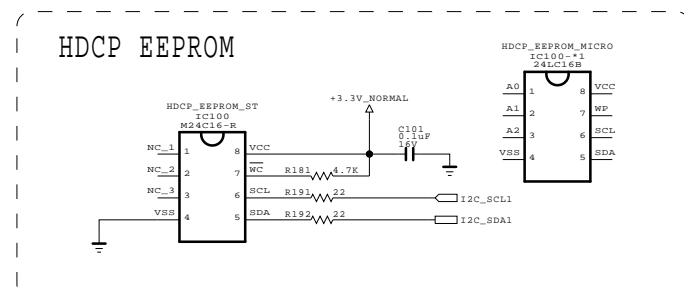 HDCP EEPROM
HDCP_EEPROM_MICRO
IC100-*1
24LC16B
A0 1 8 VCC
A1 2 7 WP
A2 3 6 SCL
VSS 4 5 SDA
+3.3V_NORMAL
HDCP_EEPROM_ST
IC100
M24C16-R
C101
0.1uF
16V
NC_1 1 8 VCC
NC_2 2 7 WC R181 4.7K
NC_3 3 6 SCL R191 22 I2C_SCL1
VSS 4 5 SDA R192 22 I2C_SDA1